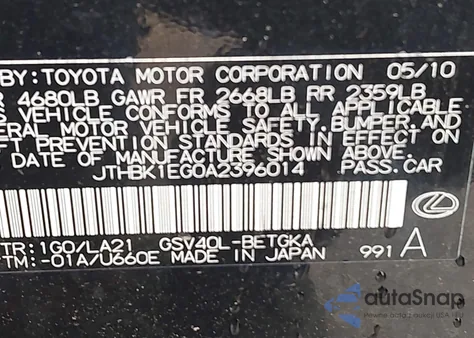 BY: TOYOTA MOTOR CORPORATION 05/10
4680LB GAWR FR 2668LB RR 2359LB
S VEHICLE CONFORMS TO ALL APPLICABLE
ERAL MOTOR VEHICLE SAFETY, BUMPER, AND
FT PREVENTION STANDARDS IN EFFECT ON
DATE OF MANUFACTURE SHOWN ABOVE.
JTHBK1EG0A2396014 PASS.CAR
TR:1G0/LA21 GSV40L-BETGKA
TM:-01A/U660E MADE IN JAPAN 991 A
autoSnap